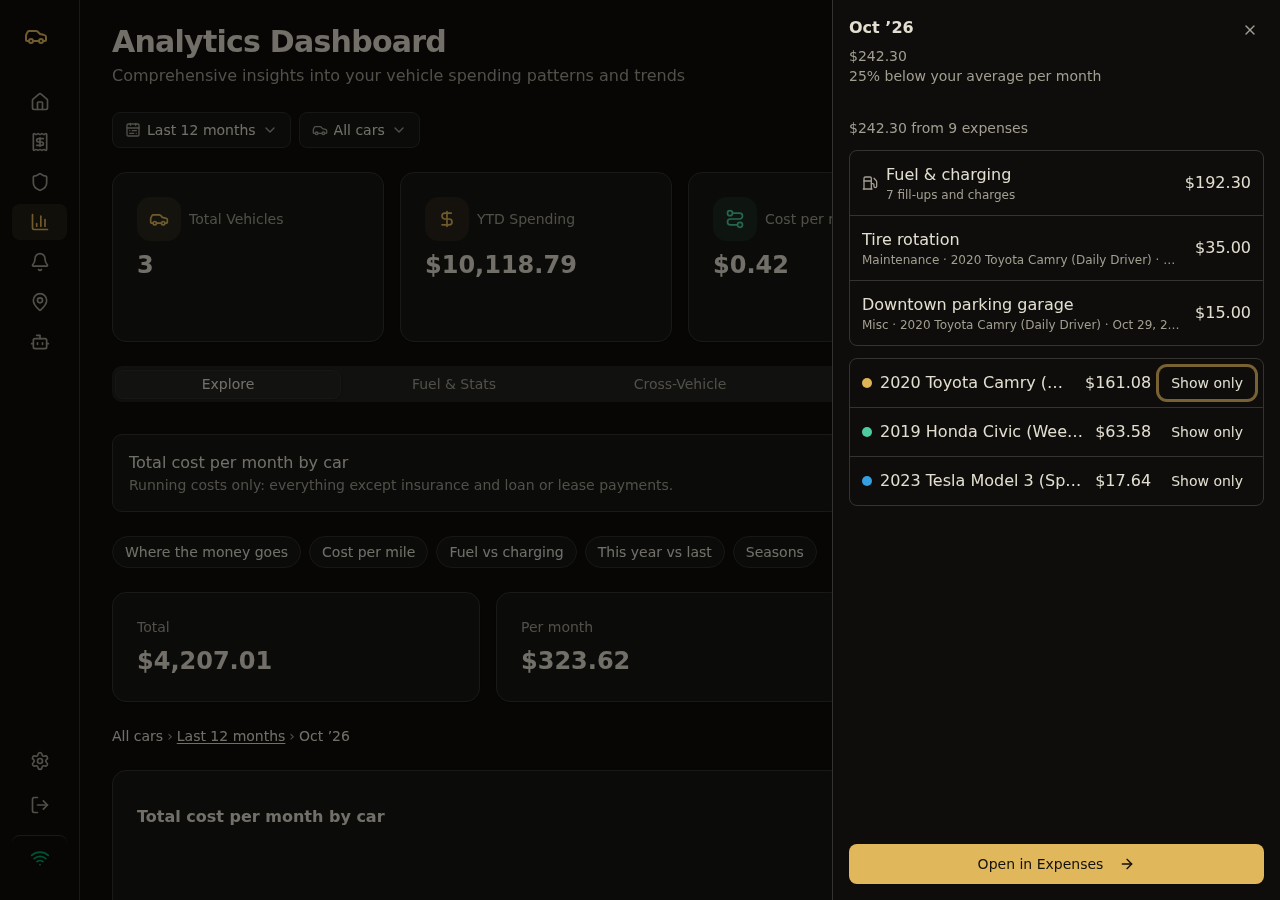 Analytics Dashboard
Comprehensive insights into your vehicle spending patterns and trends
Last 12 months
All cars
Total Vehicles
3
YTD Spending
$10,118.79
Cost per
$0.42
Explore
Fuel & Stats
Cross-Vehicle
Total cost per month by car
Running costs only: everything except insurance and loan or lease payments.
Where the money goes
Cost per mile
Fuel vs charging
This year vs last
Seasons
Total
$4,207.01
Per month
$323.62
All cars › Last 12 months › Oct ’26
Total cost per month by car
Oct ’26
$242.30
25% below your average per month
$242.30 from 9 expenses
Fuel & charging
7 fill-ups and charges
$192.30
Tire rotation
Maintenance · 2020 Toyota Camry (Daily Driver) · …
$35.00
Downtown parking garage
Misc · 2020 Toyota Camry (Daily Driver) · Oct 29, 2…
$15.00
2020 Toyota Camry (… $161.08 Show only
2019 Honda Civic (Wee… $63.58 Show only
2023 Tesla Model 3 (Sp… $17.64 Show only
Open in Expenses